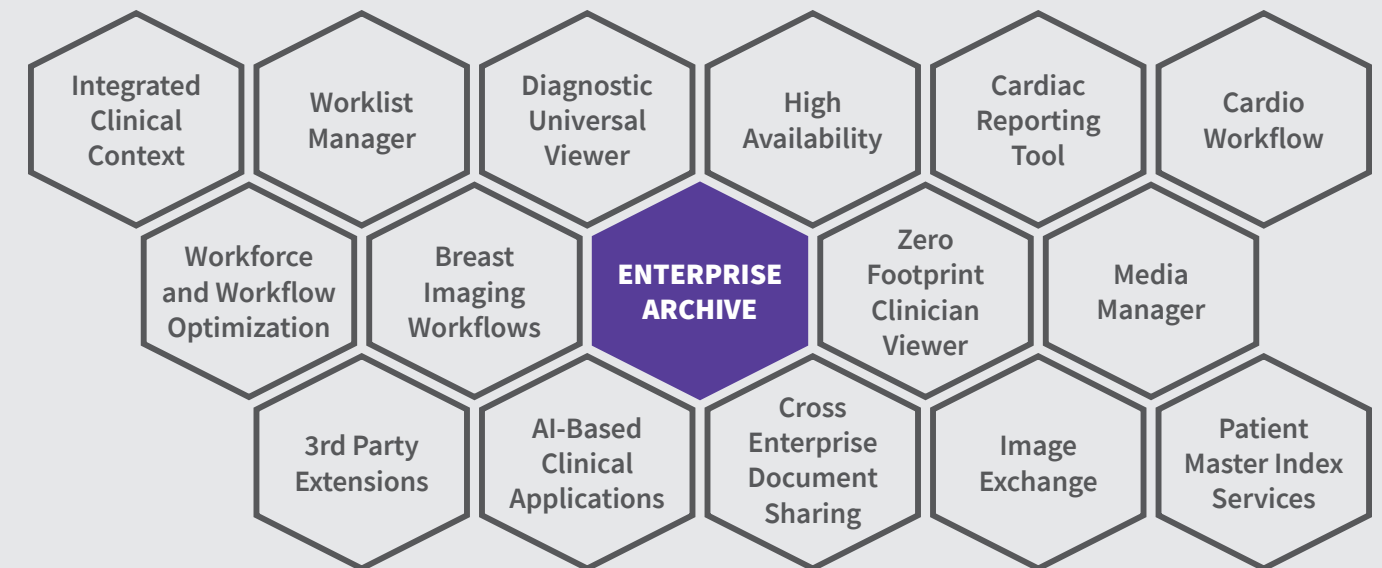 Integrated
Clinical
Context
Worklist
Manager
Diagnostic
Universal
Viewer
High
Availability
Cardiac
Reporting
Tool
Cardio
Workflow
Workforce
and Workflow
Optimization
Breast
Imaging
Workflows
ENTERPRISE
ARCHIVE
Zero
Footprint
Clinician
Viewer
Media
Manager
3rd Party
Extensions
AI-Based
Clinical
Applications
Cross
Enterprise
Document
Sharing
Image
Exchange
Patient
Master Index
Services